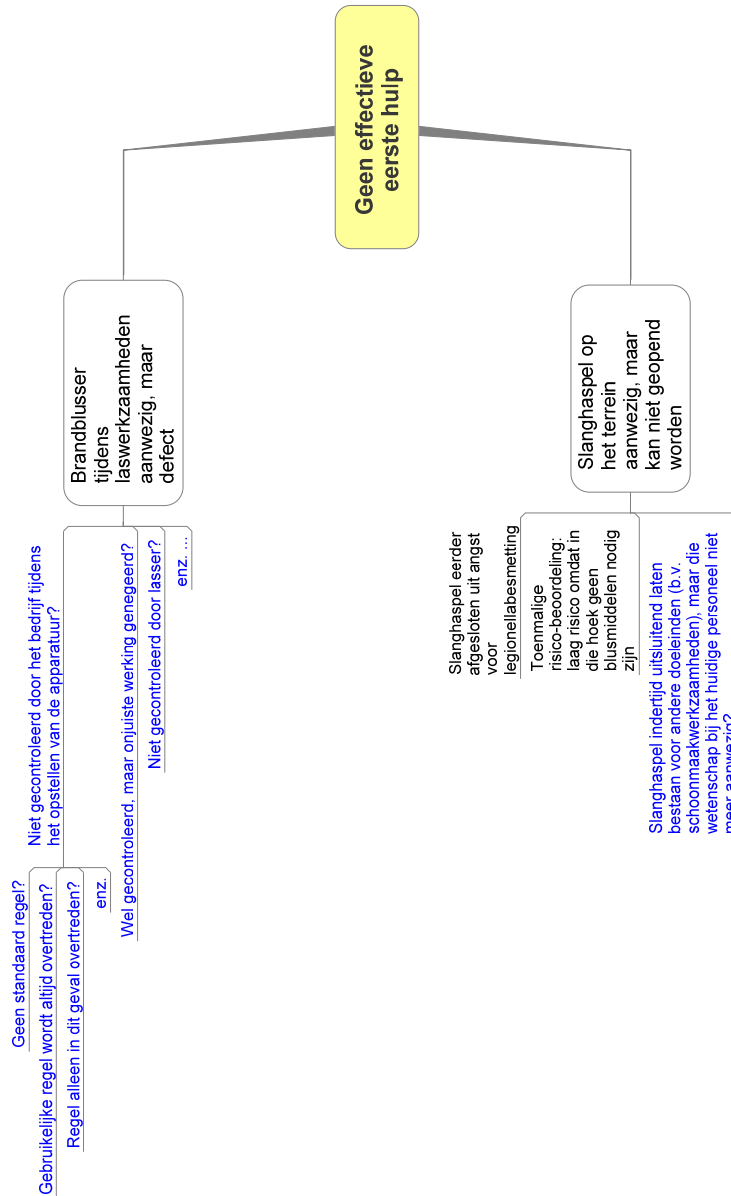 Geen effectieve
eerste hulp
Brandblusser
tijdens
laswerkzaamheden
aanwezig, maar
defect
Niet gecontroleerd door het bedrijf tijdens
het opstellen van de apparatuur?
Geen standaard regel?
Gebruikelijke regel wordt altijd overtreden?
Regel alleen in dit geval overtreden?
enz.
Wel gecontroleerd, maar onjuiste werking genegeerd?
Niet gecontroleerd door lasser?
enz. ...
Slanghaspel op
het terrein
aanwezig, maar
kan niet geopend
worden
Slanghaspel eerder
afgesloten uit angst
voor
legionellabesmetting
Toenmalige
risico-beoordeling:
laag risico omdat in
die hoek geen
blusmiddelen nodig
zijn
Slanghaspel indertijd uitsluitend laten
bestaan voor andere doeleinden (b.v.
schoonmaakwerkzaamheden), maar die
wetenschap bij het huidige personeel niet
meer aanwezig?